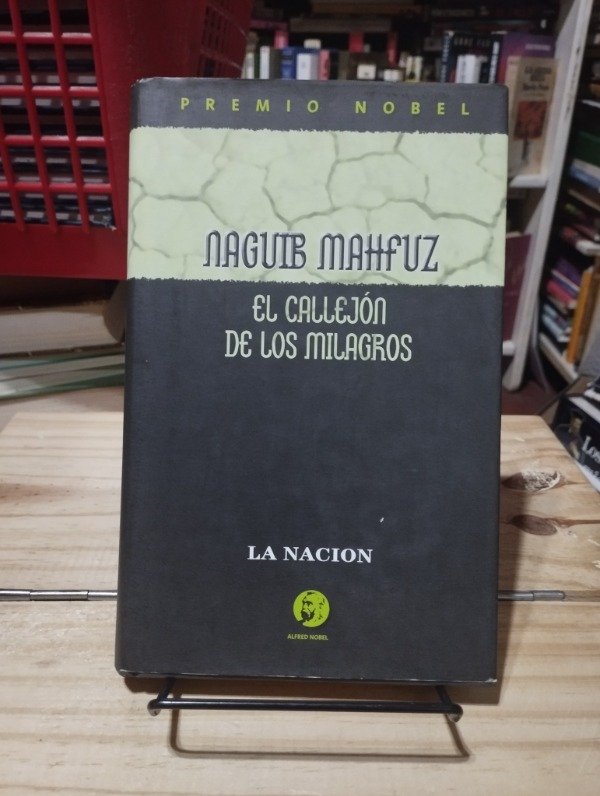 PREMIO NOBEL
NAGUIB MAHFUZ
EL CALLEJÓN
DE LOS MILAGROS
LA NACION
ALFRED NOBEL